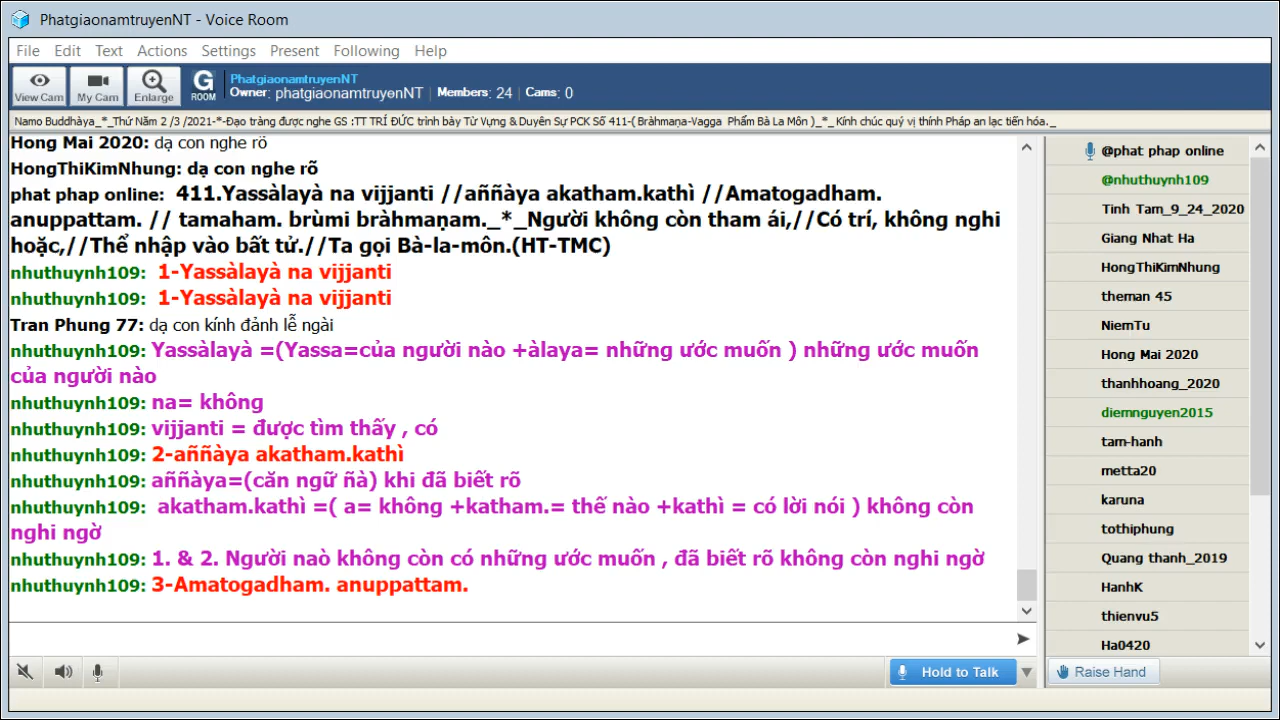 PhatgiaonamtruyenNT - Voice Room
File Edit Text Actions Settings Present Following Help
View Cam My Cam Enlarge G ROOM PhatgiaonamtruyenNT
Owner: phatgiaonamtruyenNT | Members: 24 | Cams: 0
Namo Buddhàya_*_Thứ Năm 2 /3 /2021-*-Đạo tràng được nghe GS :TT TRÍ ĐỨC trình bày Từ Vựng & Duyên Sự PCK Số 411-( Bràhmaṇa-Vagga Phẩm Bà La Môn )_*_ Kính chúc quý vị thính Pháp an lạc tiến hóa._
Hong Mai 2020: dạ con nghe rõ
HongThiKimNhung: dạ con nghe rõ
phat phap online: 411.Yassàlayà na vijjanti //aññàya akatham.kathì //Amatogadham.
anuppattam. // tamaham. brùmi bràhmaṇam._*_Người không còn tham ái,//Có trí, không nghi
hoặc,//Thể nhập vào bất tử.//Ta gọi Bà-la-môn.(HT-TMC)
nhuthuynh109: 1-Yassàlayà na vijjanti
nhuthuynh109: 1-Yassàlayà na vijjanti
Tran Phung 77: dạ con kính đảnh lễ ngài
nhuthuynh109: Yassàlayà =(Yassa=của người nào +àlaya= những ước muốn ) những ước muốn
của người nào
nhuthuynh109: na= không
nhuthuynh109: vijjanti = được tìm thấy , có
nhuthuynh109: 2-aññàya akatham.kathì
nhuthuynh109: aññàya=(căn ngữ ñà) khi đã biết rõ
nhuthuynh109: akatham.kathì =( a= không +katham.= thế nào +kathì = có lời nói ) không còn
nghi ngờ
nhuthuynh109: 1. & 2. Người naò không còn có những ước muốn , đã biết rõ không còn nghi ngờ
nhuthuynh109: 3-Amatogadham. anuppattam.
@phat phap online
@nhuthuynh109
Tinh Tam_9_24_2020
Giang Nhat Ha
HongThiKimNhung
theman 45
NiemTu
Hong Mai 2020
thanhhoang_2020
diemnguyen2015
tam-hanh
metta20
karuna
tothiphung
Quang thanh_2019
HanhK
thienvu5
Ha0420
Hold to Talk
Raise Hand